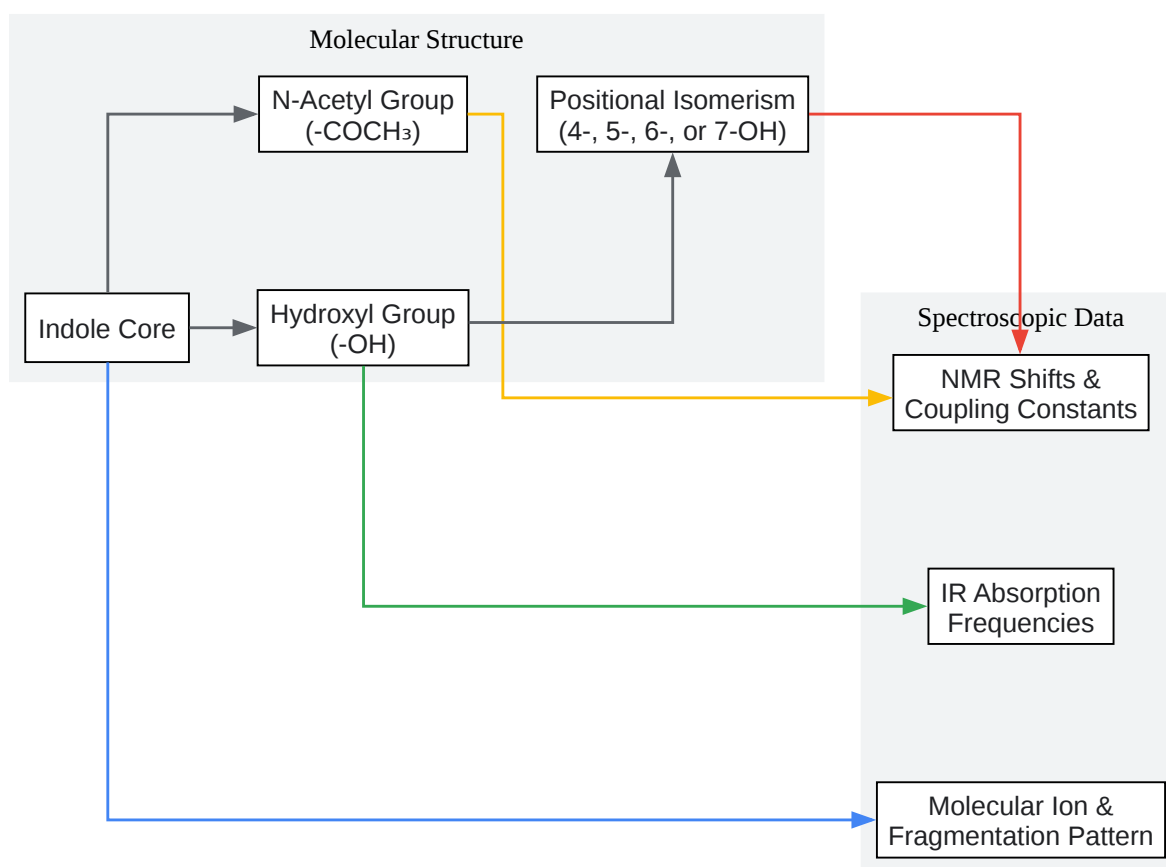 Molecular Structure
N-Acetyl Group
(-COCH₃)
Positional Isomerism
(4-, 5-, 6-, or 7-OH)
Indole Core
Hydroxyl Group
(-OH)
Spectroscopic Data
NMR Shifts &
Coupling Constants
IR Absorption
Frequencies
Molecular Ion &
Fragmentation Pattern